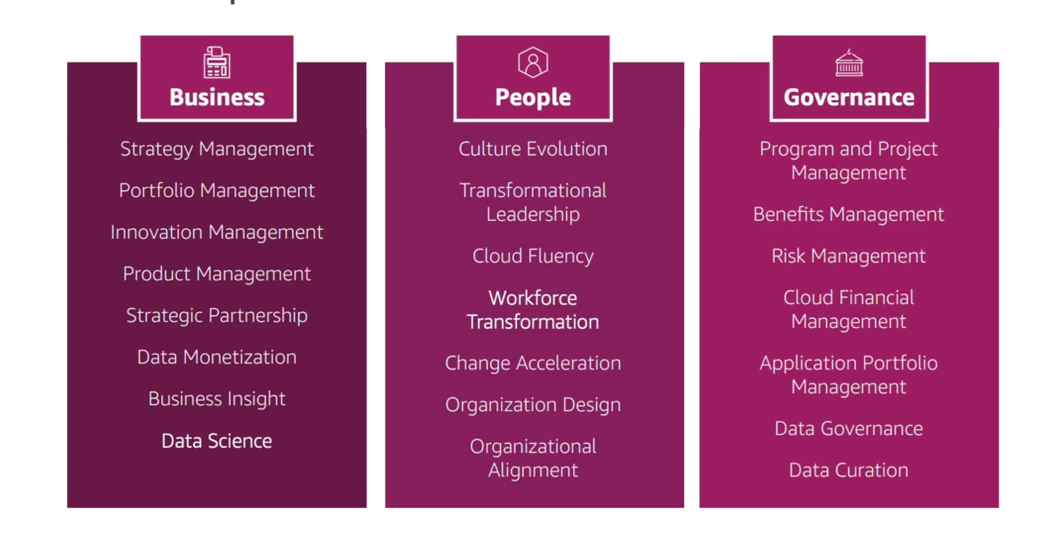 Business
Strategy Management
Portfolio Management
Innovation Management
Product Management
Strategic Partnership
Data Monetization
Business Insight
Data Science
People
Culture Evolution
Transformational
Leadership
Cloud Fluency
Workforce
Transformation
Change Acceleration
Organization Design
Organizational
Alignment
Governance
Program and Project
Management
Benefits Management
Risk Management
Cloud Financial
Management
Application Portfolio
Management
Data Governance
Data Curation